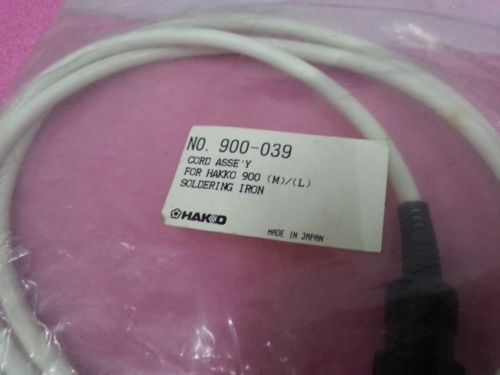 NO. 900-039
CORD ASSE'Y
FOR HAKKO 900 (M)/(L)
SOLDERING IRON
HAKKO
MADE IN JAPAN